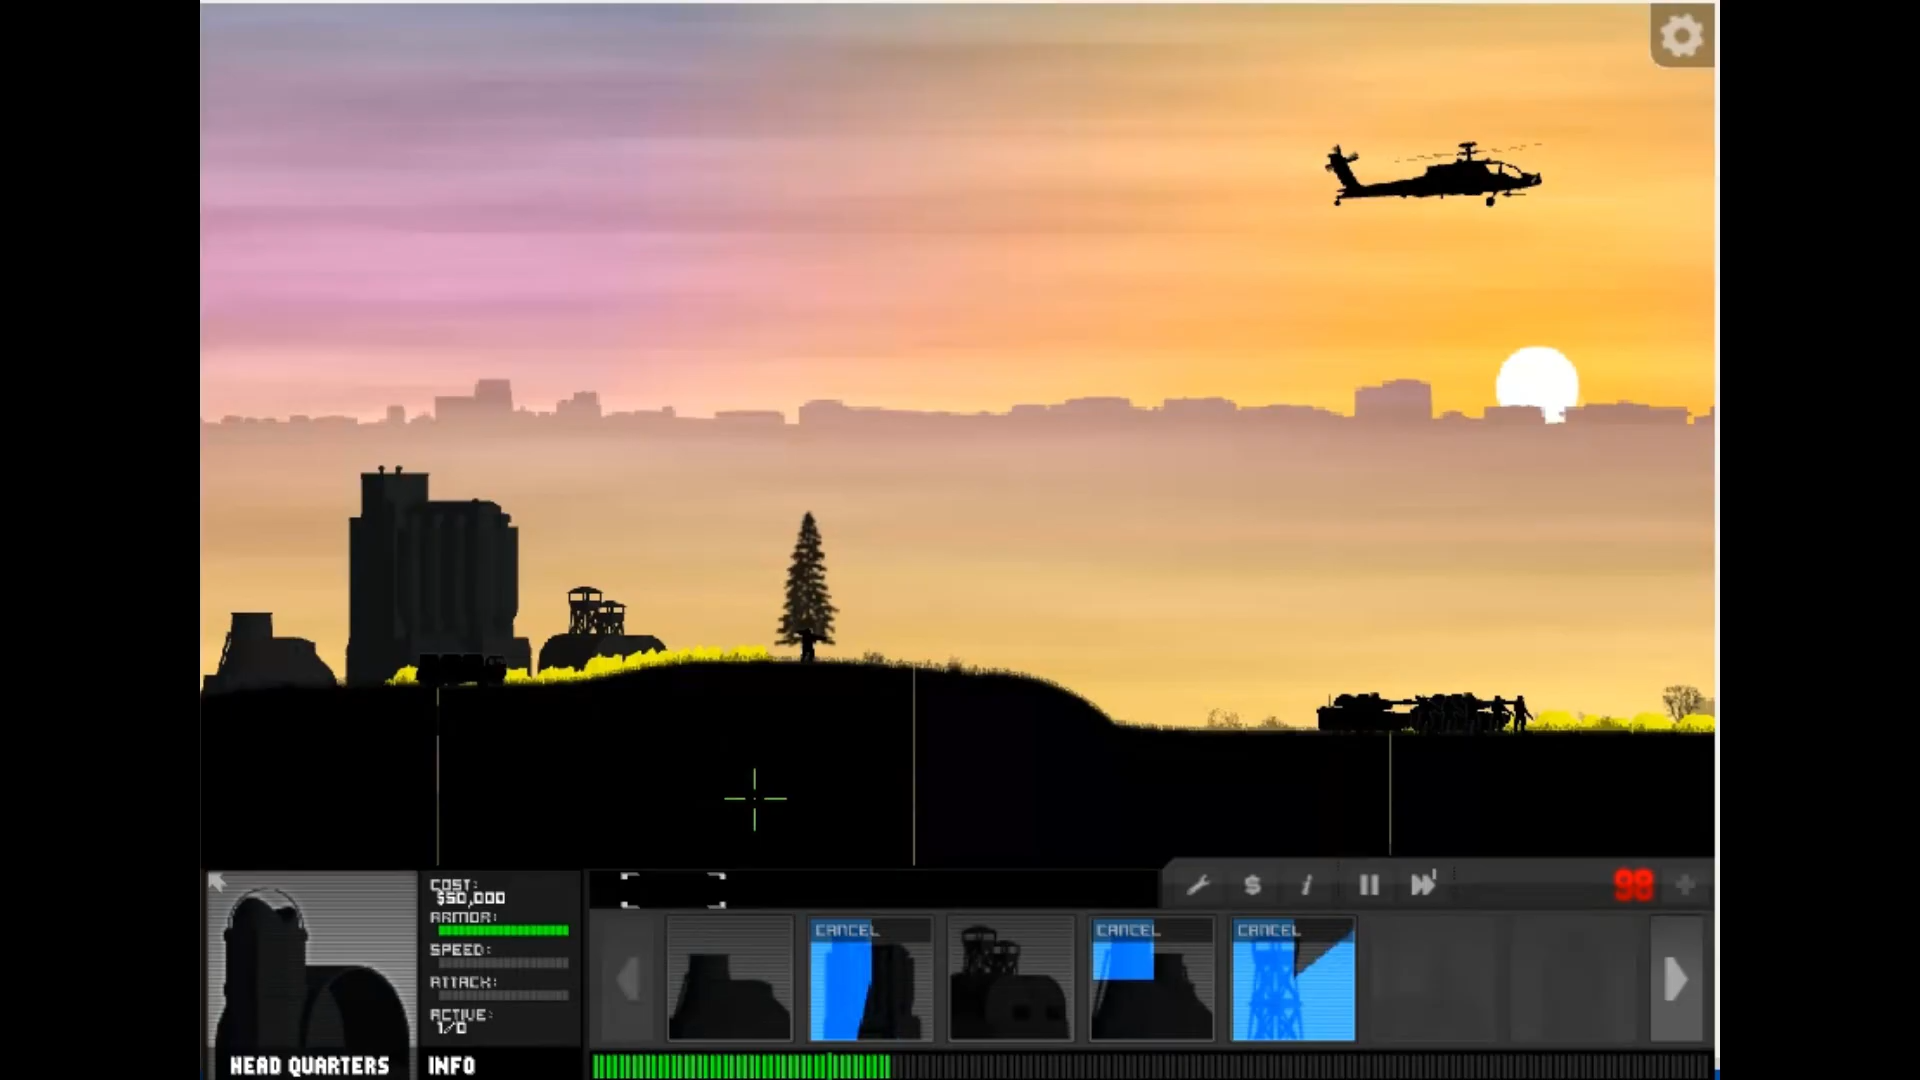 98
COST:
$50,000
ARMOR:
SPEED:
ATTACK:
ACTIVE:
1/0
CANCEL
CANCEL
CANCEL
HEAD QUARTERS
INFO